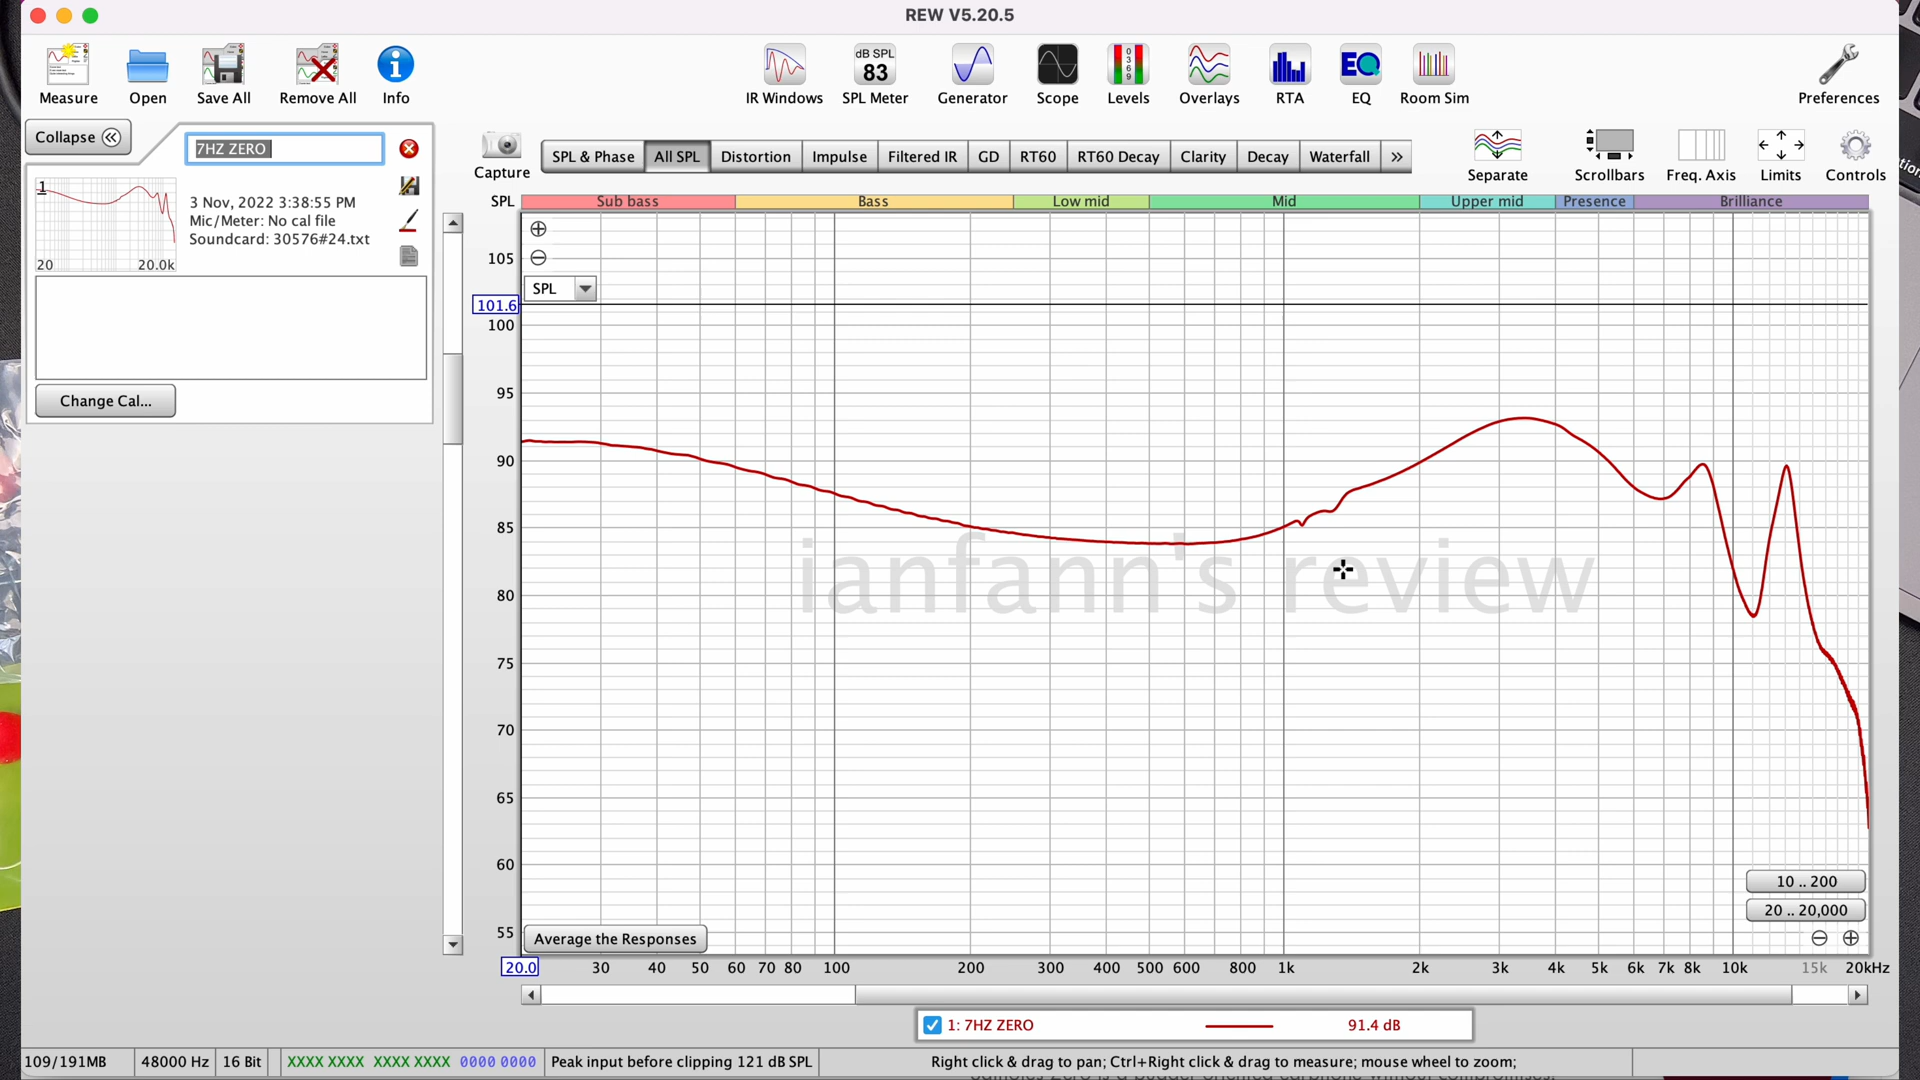 REW V5.20.5
Measure Open Save All Remove All Info
IR Windows dB SPL 83 SPL Meter Generator Scope 0 3 6 9 Levels Overlays RTA EQ EQ Room Sim Preferences
Collapse
7HZ ZERO
1
20 20.0k
3 Nov, 2022 3:38:55 PM
Mic/Meter: No cal file
Soundcard: 30576#24.txt
Change Cal...
Capture
SPL & Phase All SPL Distortion Impulse Filtered IR GD RT60 RT60 Decay Clarity Decay Waterfall »
Separate Scrollbars Freq. Axis Limits Controls
SPL Sub bass Bass Low mid Mid Upper mid Presence Brilliance
105
SPL
101.6
100
95
90
85
ianfann's review
80
75
70
65
60
10 .. 200
20 .. 20,000
55
Average the Responses
20.0 30 40 50 60 70 80 100 200 300 400 500 600 800 1k 2k 3k 4k 5k 6k 7k 8k 10k 15k 20kHz
1: 7HZ ZERO 91.4 dB
109/191MB 48000 Hz 16 Bit XXXX XXXX XXXX XXXX 0000 0000 Peak input before clipping 121 dB SPL Right click & drag to pan; Ctrl+Right click & drag to measure; mouse wheel to zoom;